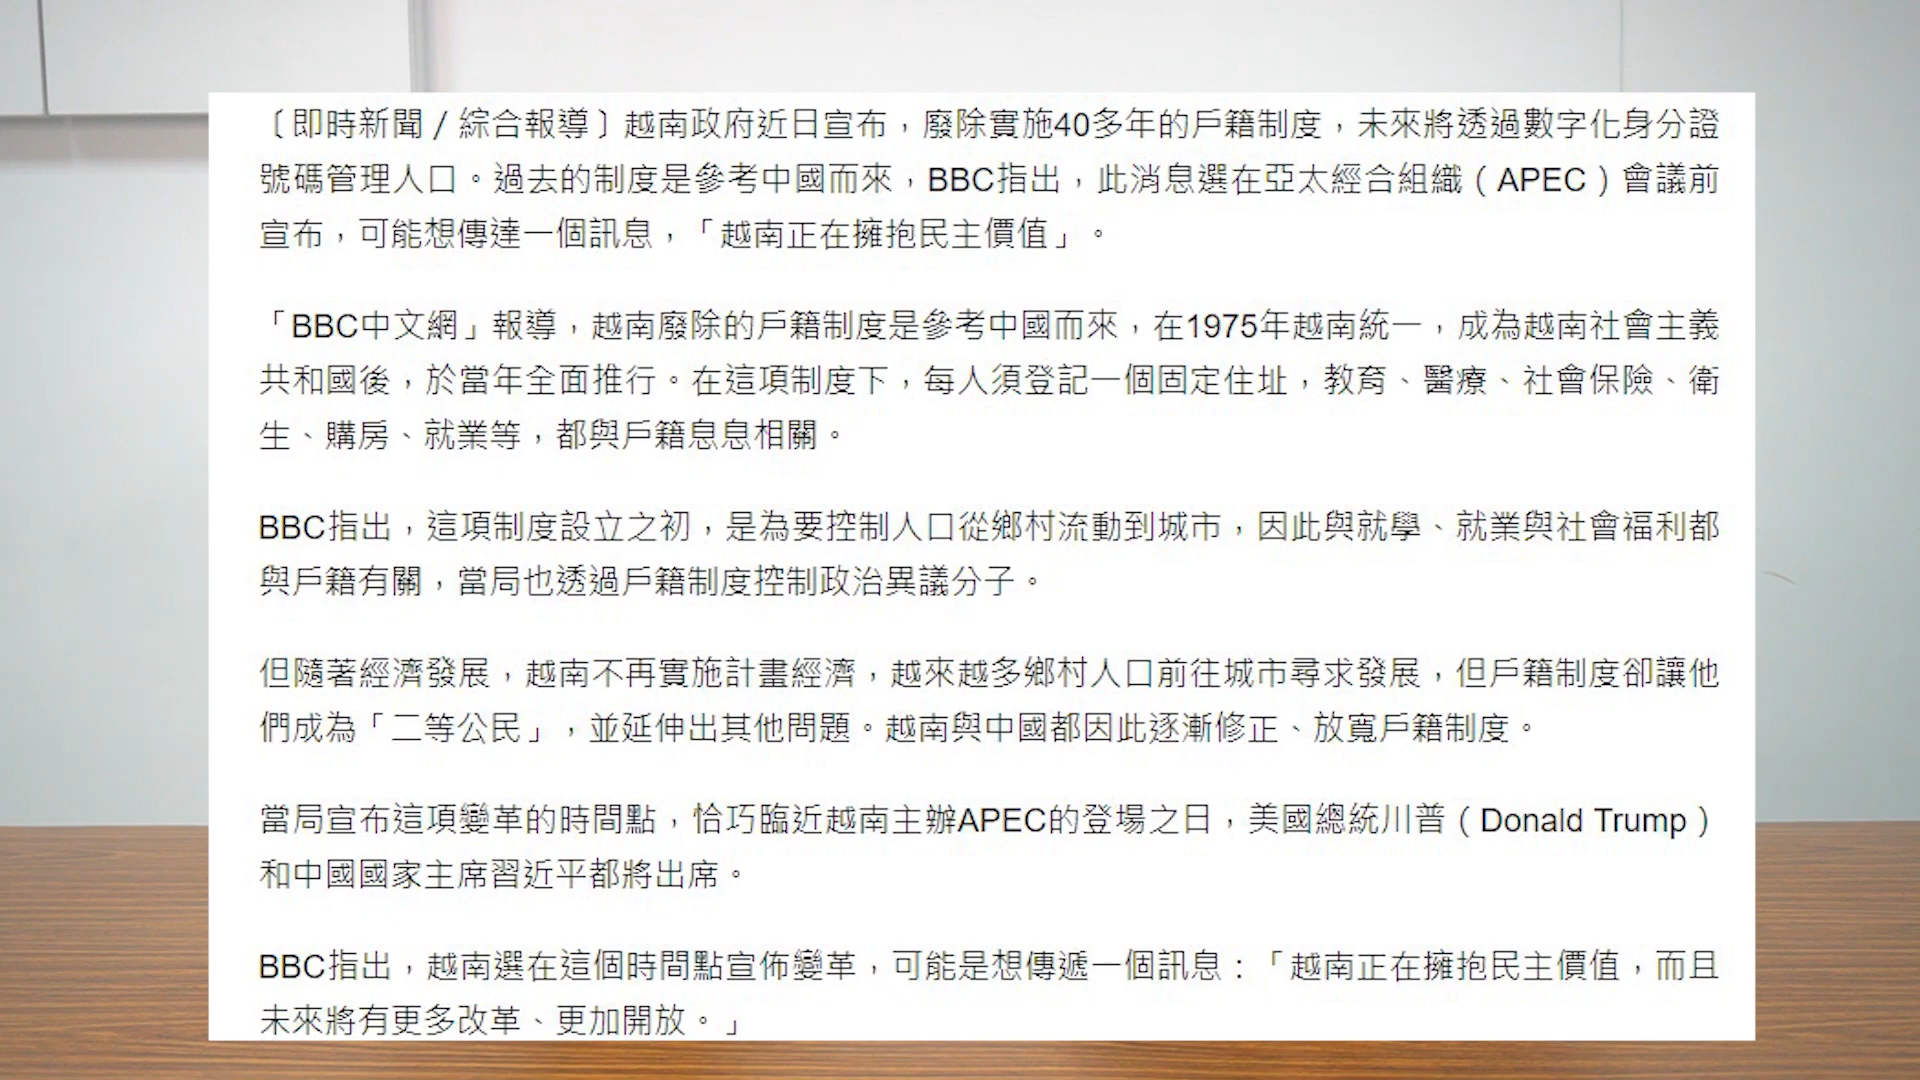 〔即時新聞／綜合報導〕越南政府近日宣布，廢除實施40多年的戶籍制度，未來將透過數字化身分證
號碼管理人口。過去的制度是參考中國而來，BBC指出，此消息選在亞太經合組織（APEC）會議前
宣布，可能想傳達一個訊息，「越南正在擁抱民主價值」。
「BBC中文網」報導，越南廢除的戶籍制度是參考中國而來，在1975年越南統一，成為越南社會主義
共和國後，於當年全面推行。在這項制度下，每人須登記一個固定住址，教育、醫療、社會保險、衛
生、購房、就業等，都與戶籍息息相關。
BBC指出，這項制度設立之初，是為要控制人口從鄉村流動到城市，因此與就學、就業與社會福利都
與戶籍有關，當局也透過戶籍制度控制政治異議分子。
但隨著經濟發展，越南不再實施計畫經濟，越來越多鄉村人口前往城市尋求發展，但戶籍制度卻讓他
們成為「二等公民」，並延伸出其他問題。越南與中國都因此逐漸修正、放寬戶籍制度。
當局宣布這項變革的時間點，恰巧臨近越南主辦APEC的登場之日，美國總統川普（Donald Trump）
和中國國家主席習近平都將出席。
BBC指出，越南選在這個時間點宣佈變革，可能是想傳遞一個訊息：「越南正在擁抱民主價值，而且
未來將有更多改革、更加開放。」